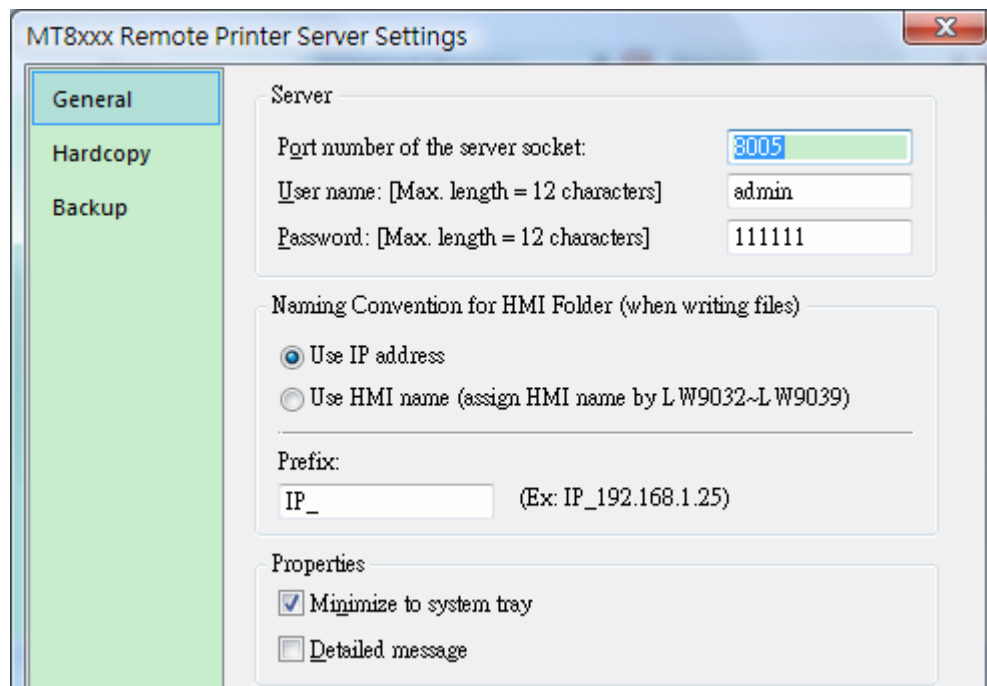 MT8xxx Remote Printer Server Settings
General
Hardcopy
Backup
Server
Port number of the server socket:
8005
User name: [Max. length = 12 characters]
admin
Password: [Max. length = 12 characters]
111111
Naming Convention for HMI Folder (when writing files)
Use IP address
Use HMI name (assign HMI name by LW9032~LW9039)
Prefix:
IP_
(Ex: IP_192.168.1.25)
Properties
Minimize to system tray
Detailed message